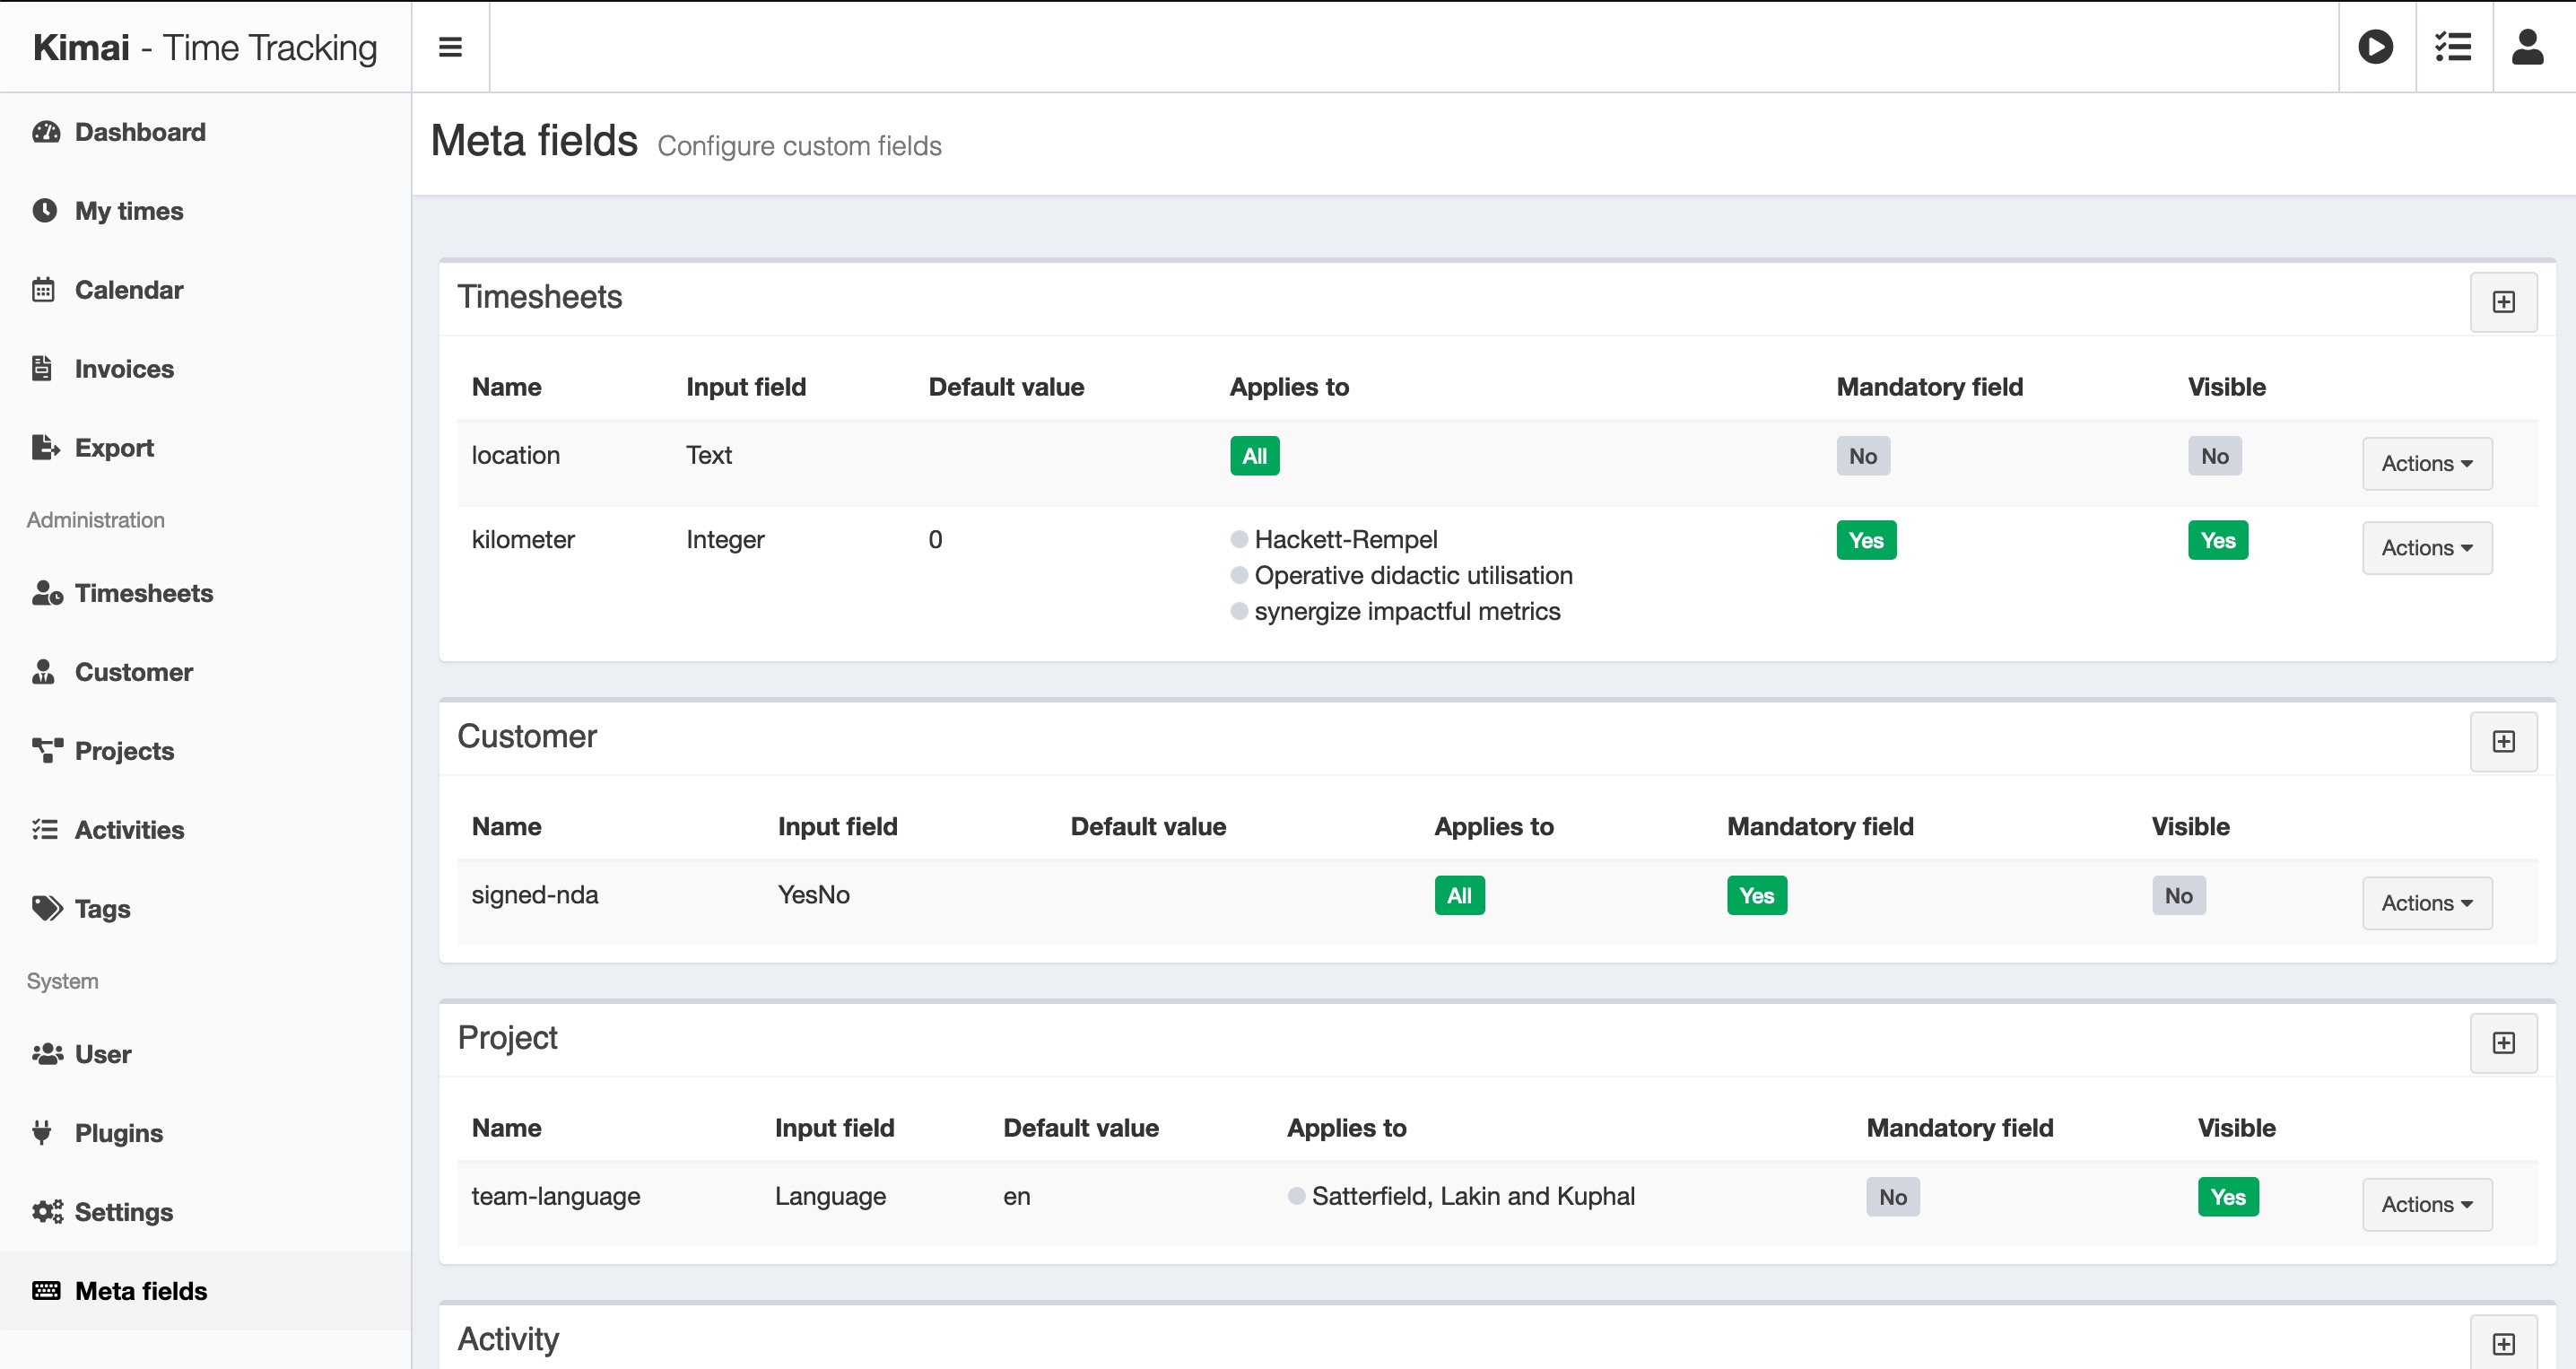 Kimai - Time Tracking
Dashboard
My times
Calendar
Invoices
Export
Administration
Timesheets
Customer
Projects
Activities
Tags
System
User
Plugins
Settings
Meta fields
Meta fields Configure custom fields
Timesheets
Name Input field Default value Applies to Mandatory field Visible
location Text All No No Actions
kilometer Integer 0 Hackett-Rempel Yes Yes Actions
Operative didactic utilisation
synergize impactful metrics
Customer
Name Input field Default value Applies to Mandatory field Visible
signed-nda YesNo All Yes No Actions
Project
Name Input field Default value Applies to Mandatory field Visible
team-language Language en Satterfield, Lakin and Kuphal No Yes Actions
Activity